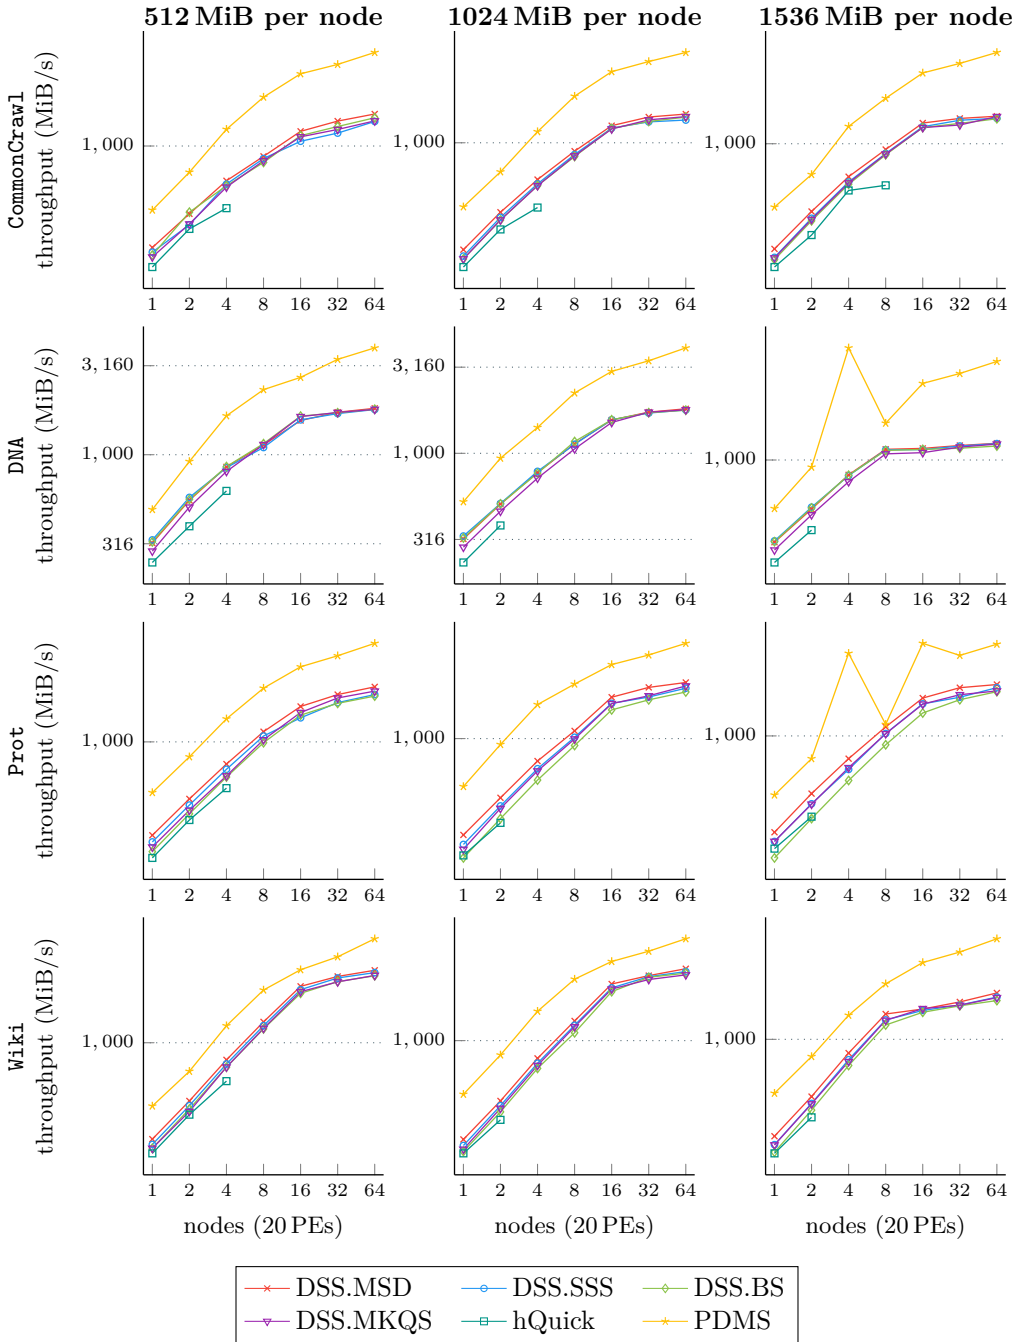 512 MiB per node 1024 MiB per node 1536 MiB per node
CommonCrawl
throughput (MiB/s)
1,000 1,000 1,000
1 2 4 8 16 32 64 1 2 4 8 16 32 64 1 2 4 8 16 32 64
DNA
throughput (MiB/s)
3,160 3,160
1,000 1,000 1,000
316 316
1 2 4 8 16 32 64 1 2 4 8 16 32 64 1 2 4 8 16 32 64
Prot
throughput (MiB/s)
1,000 1,000 1,000
1 2 4 8 16 32 64 1 2 4 8 16 32 64 1 2 4 8 16 32 64
Wiki
throughput (MiB/s)
1,000 1,000 1,000
1 2 4 8 16 32 64 1 2 4 8 16 32 64 1 2 4 8 16 32 64
nodes (20 PEs) nodes (20 PEs) nodes (20 PEs)
DSS.MSD DSS.SSS DSS.BS
DSS.MKQS hQuick PDMS